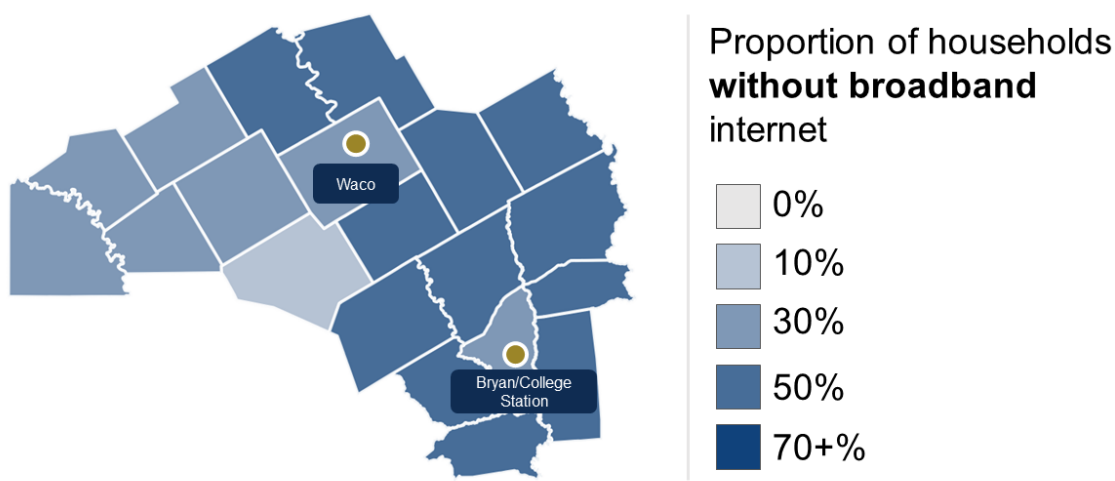 Waco
Bryan/College
Station
Proportion of households
without broadband
internet
0%
10%
30%
50%
70+%